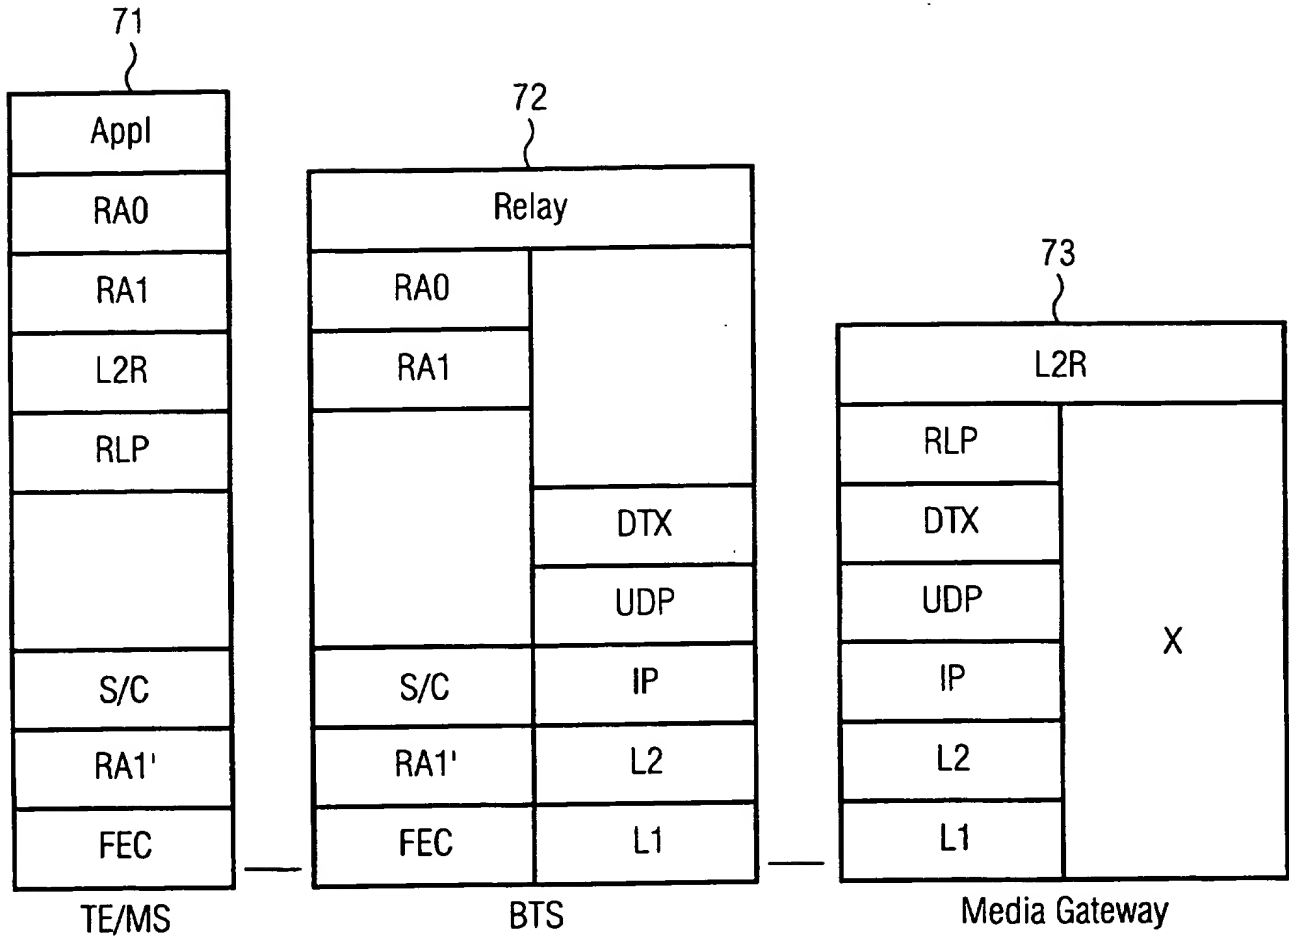 71
Appl
RA0
RA1
L2R
RLP
S/C
RA1'
FEC
TE/MS
72
Relay
RA0
RA1
S/C
RA1'
FEC
DTX
UDP
IP
L2
L1
BTS
73
L2R
RLP
DTX
UDP
IP
L2
L1
X
Media Gateway